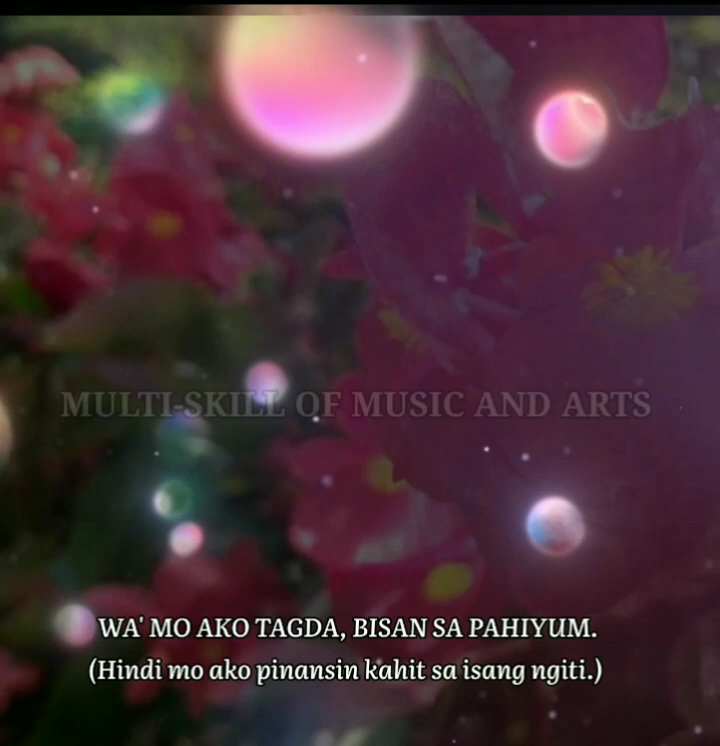 MULTI-SKILL OF MUSIC AND ARTS
WA' MO AKO TAGDA, BISAN SA PAHIYUM.
(Hindi mo ako pinansin kahit sa isang ngiti.)